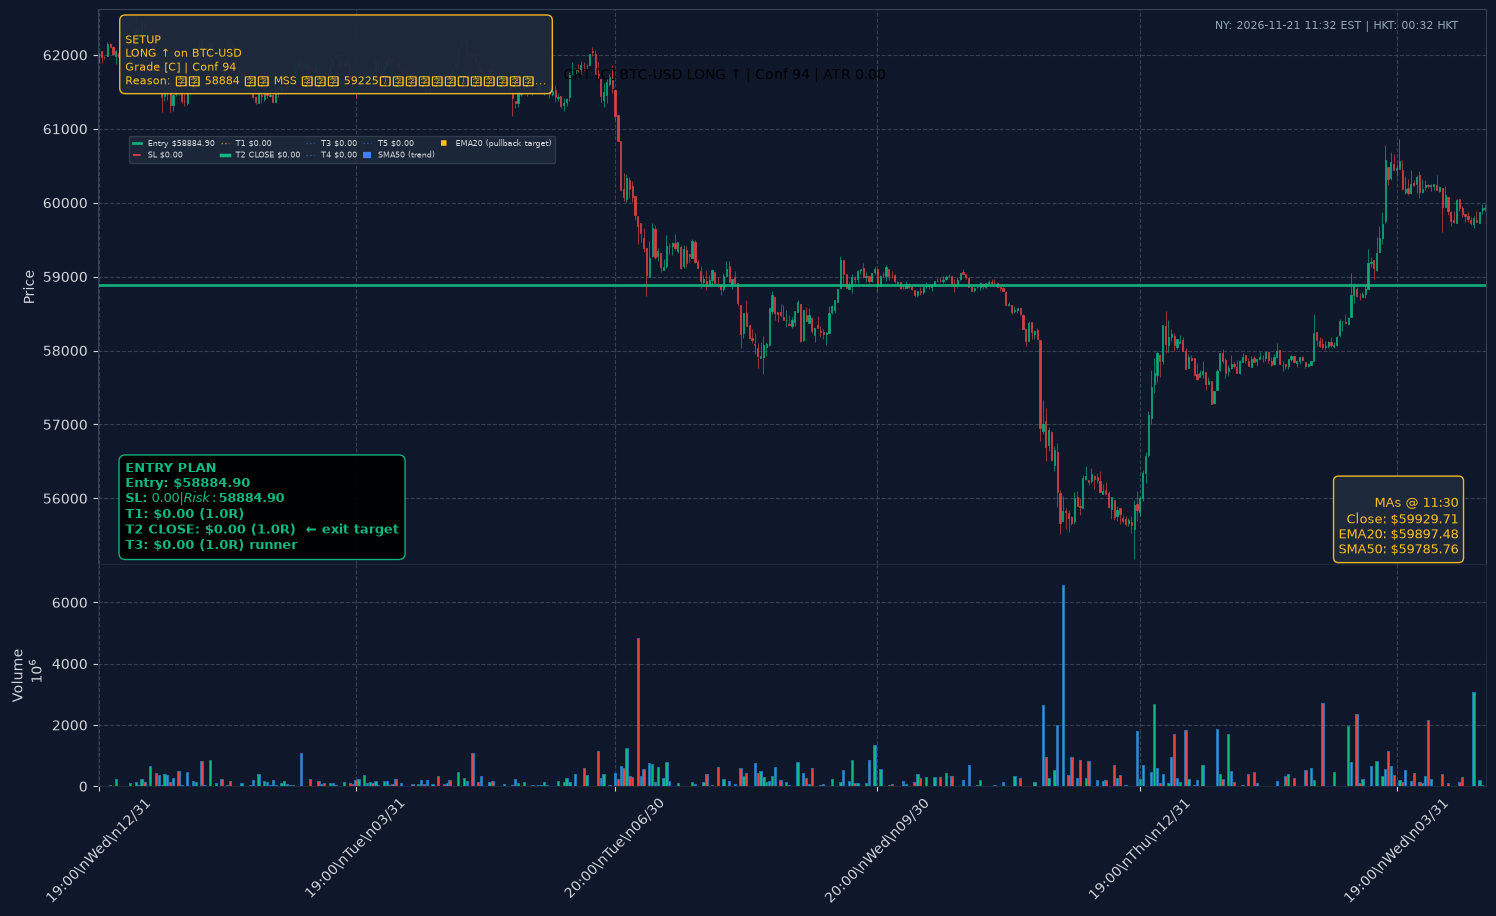 NY: 2026-11-21 11:32 EST | HKT: 00:32 HKT
SETUP
LONG ↑ on BTC-USD
Grade [C] | Conf 94
Reason: 58884 MSS 59225 ...
BTC-USD LONG ↑ | Conf 94 | ATR 0.00
Entry $58884.90
SL $0.00
T1 $0.00
T2 CLOSE $0.00
T3 $0.00
T4 $0.00
T5 $0.00
SMA50 (trend)
EMA20 (pullback target)
Price
62000
61000
60000
59000
58000
57000
56000
ENTRY PLAN
Entry: $58884.90
SL: 0.00|Risk:58884.90
T1: $0.00 (1.0R)
T2 CLOSE: $0.00 (1.0R) ← exit target
T3: $0.00 (1.0R) runner
MAs @ 11:30
Close: $59929.71
EMA20: $59897.48
SMA50: $59785.76
Volume
10⁶
6000
4000
2000
0
19:00\nWed\n12/31
19:00\nTue\n03/31
20:00\nTue\n06/30
20:00\nWed\n09/30
19:00\nThu\n12/31
19:00\nWed\n03/31